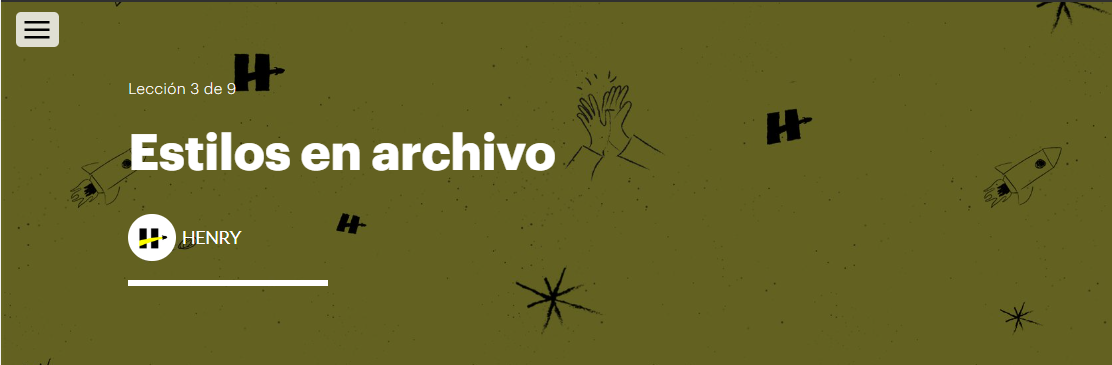 Lección 3 de 9
Estilos en archivo
HENRY